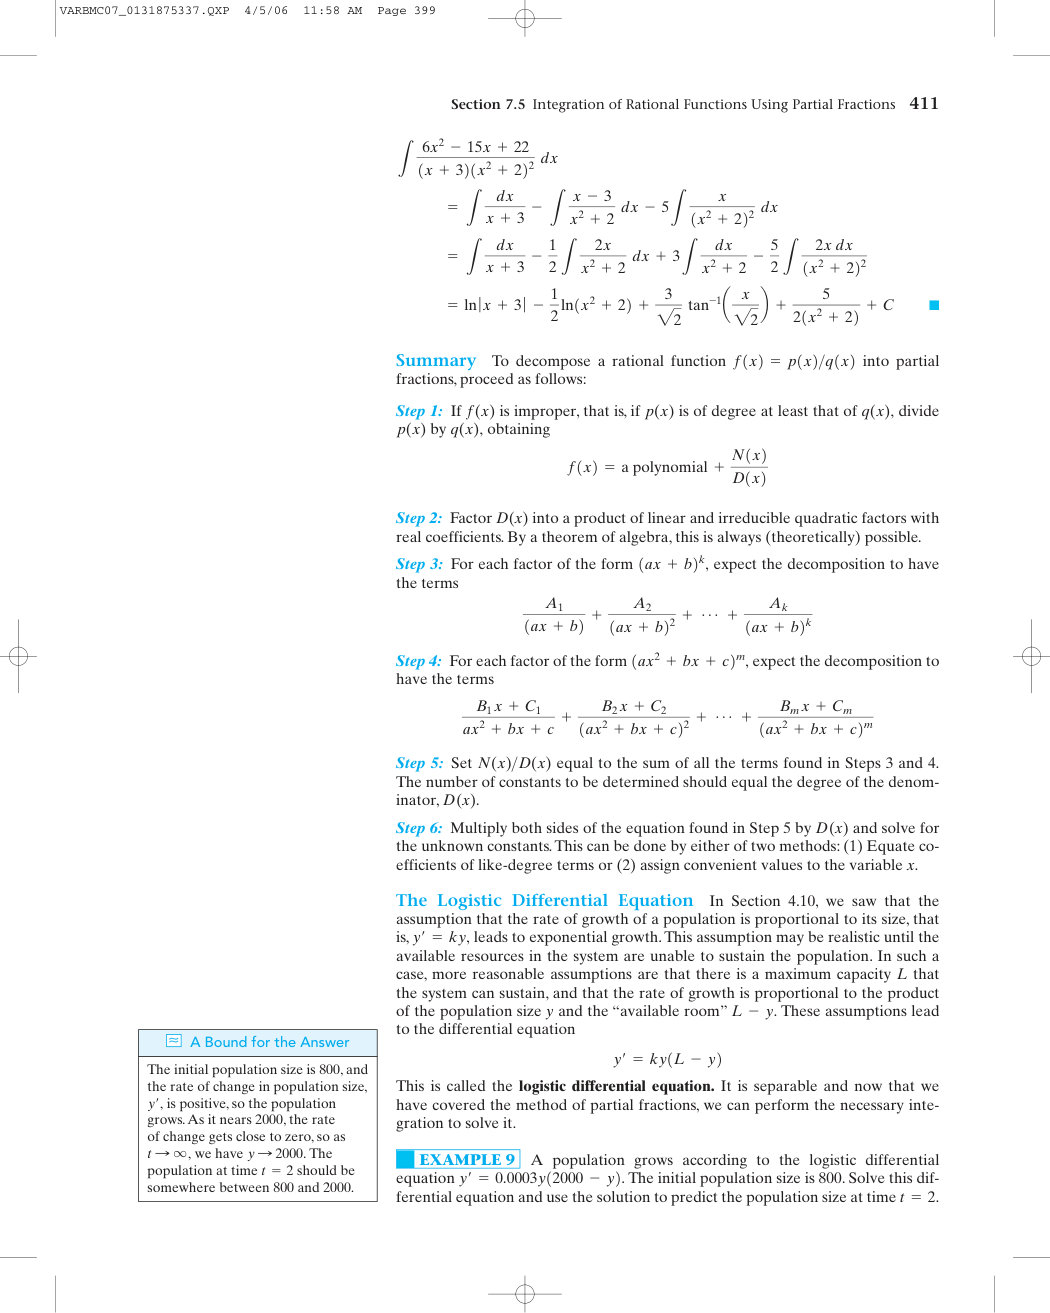 VARBMC07_0131875337.QXP 4/5/06 11:58 AM Page 399
Section 7.5 Integration of Rational Functions Using Partial Fractions 411
∫ (6x² − 15x + 22)/((x + 3)(x² + 2)²) dx
= ∫ dx/(x + 3) − ∫ (x − 3)/(x² + 2) dx − 5∫ x/(x² + 2)² dx
= ∫ dx/(x + 3) − 1/2 ∫ 2x/(x² + 2) dx + 3∫ dx/(x² + 2) − 5/2 ∫ 2x dx/(x² + 2)²
= ln|x + 3| − 1/2 ln(x² + 2) + 3/√2 tan⁻¹(x/√2) + 5/(2(x² + 2)) + C
Summary To decompose a rational function f(x) = p(x)/q(x) into partial
fractions, proceed as follows:
Step 1: If f(x) is improper, that is, if p(x) is of degree at least that of q(x), divide
p(x) by q(x), obtaining
f(x) = a polynomial + N(x)/D(x)
Step 2: Factor D(x) into a product of linear and irreducible quadratic factors with
real coefficients. By a theorem of algebra, this is always (theoretically) possible.
Step 3: For each factor of the form (ax + b)ᵏ, expect the decomposition to have
the terms
A₁/(ax + b) + A₂/(ax + b)² + ⋯ + Aₖ/(ax + b)ᵏ
Step 4: For each factor of the form (ax² + bx + c)ᵐ, expect the decomposition to
have the terms
(B₁x + C₁)/(ax² + bx + c) + (B₂x + C₂)/(ax² + bx + c)² + ⋯ + (Bₘx + Cₘ)/(ax² + bx + c)ᵐ
Step 5: Set N(x)/D(x) equal to the sum of all the terms found in Steps 3 and 4.
The number of constants to be determined should equal the degree of the denom-
inator, D(x).
Step 6: Multiply both sides of the equation found in Step 5 by D(x) and solve for
the unknown constants. This can be done by either of two methods: (1) Equate co-
efficients of like-degree terms or (2) assign convenient values to the variable x.
The Logistic Differential Equation In Section 4.10, we saw that the
assumption that the rate of growth of a population is proportional to its size, that
is, y′ = ky, leads to exponential growth. This assumption may be realistic until the
available resources in the system are unable to sustain the population. In such a
case, more reasonable assumptions are that there is a maximum capacity L that
the system can sustain, and that the rate of growth is proportional to the product
of the population size y and the “available room” L − y. These assumptions lead
to the differential equation
y′ = ky(L − y)
This is called the logistic differential equation. It is separable and now that we
have covered the method of partial fractions, we can perform the necessary inte-
gration to solve it.
EXAMPLE 9 A population grows according to the logistic differential
equation y′ = 0.0003y(2000 − y). The initial population size is 800. Solve this dif-
ferential equation and use the solution to predict the population size at time t = 2.
≈ A Bound for the Answer
The initial population size is 800, and
the rate of change in population size,
y′, is positive, so the population
grows. As it nears 2000, the rate
of change gets close to zero, so as
t → ∞, we have y → 2000. The
population at time t = 2 should be
somewhere between 800 and 2000.